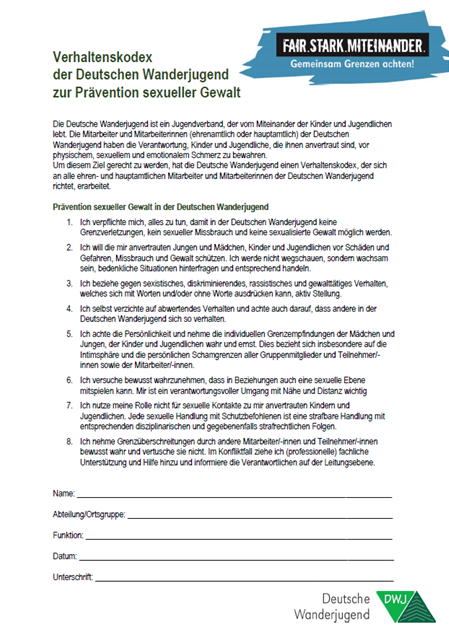 FAIR.STARK.MITEINANDER.
Gemeinsam Grenzen achten!
Verhaltenskodex
der Deutschen Wanderjugend
zur Prävention sexueller Gewalt
Die Deutsche Wanderjugend ist ein Jugendverband, der vom Miteinander der Kinder und Jugendlichen
lebt. Die Mitarbeiter und Mitarbeiterinnen (ehrenamtlich oder hauptamtlich) der Deutschen
Wanderjugend haben die Verantwortung, Kinder und Jugendliche, die ihnen anvertraut sind, vor
physischem, sexuellem und emotionalem Schmerz zu bewahren.
Um diesem Ziel gerecht zu werden, hat die Deutsche Wanderjugend einen Verhaltenskodex, der sich
an alle ehren- und hauptamtlichen Mitarbeiter und Mitarbeiterinnen der Deutschen Wanderjugend
richtet, erarbeitet.
Prävention sexueller Gewalt in der Deutschen Wanderjugend
1. Ich verpflichte mich, alles zu tun, damit in der Deutschen Wanderjugend keine
Grenzverletzungen, kein sexueller Missbrauch und keine sexualisierte Gewalt möglich werden.
2. Ich will die mir anvertrauten Jungen und Mädchen, Kinder und Jugendlichen vor Schäden und
Gefahren, Missbrauch und Gewalt schützen. Ich werde nicht wegschauen, sondern wachsam
sein, bedenkliche Situationen hinterfragen und entsprechend handeln.
3. Ich beziehe gegen sexistisches, diskriminierendes, rassistisches und gewalttätiges Verhalten,
welches sich mit Worten und/oder ohne Worte ausdrücken kann, aktiv Stellung.
4. Ich selbst verzichte auf abwertendes Verhalten und achte auch darauf, dass andere in der
Deutschen Wanderjugend sich so verhalten.
5. Ich achte die Persönlichkeit und nehme die individuellen Grenzempfindungen der Mädchen und
Jungen, der Kinder und Jugendlichen wahr und ernst. Dies bezieht sich insbesondere auf die
Intimsphäre und die persönlichen Schamgrenzen aller Gruppenmitglieder und Teilnehmer/-
innen sowie der Mitarbeiter/-innen.
6. Ich versuche bewusst wahrzunehmen, dass in Beziehungen auch eine sexuelle Ebene
mitspielen kann. Mir ist ein verantwortungsvoller Umgang mit Nähe und Distanz wichtig
7. Ich nutze meine Rolle nicht für sexuelle Kontakte zu mir anvertrauten Kindern und
Jugendlichen. Jede sexuelle Handlung mit Schutzbefohlenen ist eine strafbare Handlung mit
entsprechenden disziplinarischen und gegebenenfalls strafrechtlichen Folgen.
8. Ich nehme Grenzüberschreitungen durch andere Mitarbeiter/-innen und Teilnehmer/-innen
bewusst wahr und vertusche sie nicht. Im Konfliktfall ziehe ich (professionelle) fachliche
Unterstützung und Hilfe hinzu und informiere die Verantwortlichen auf der Leitungsebene.
Name:
Abteilung/Ortsgruppe:
Funktion:
Datum:
Unterschrift:
Deutsche
Wanderjugend
DWJ